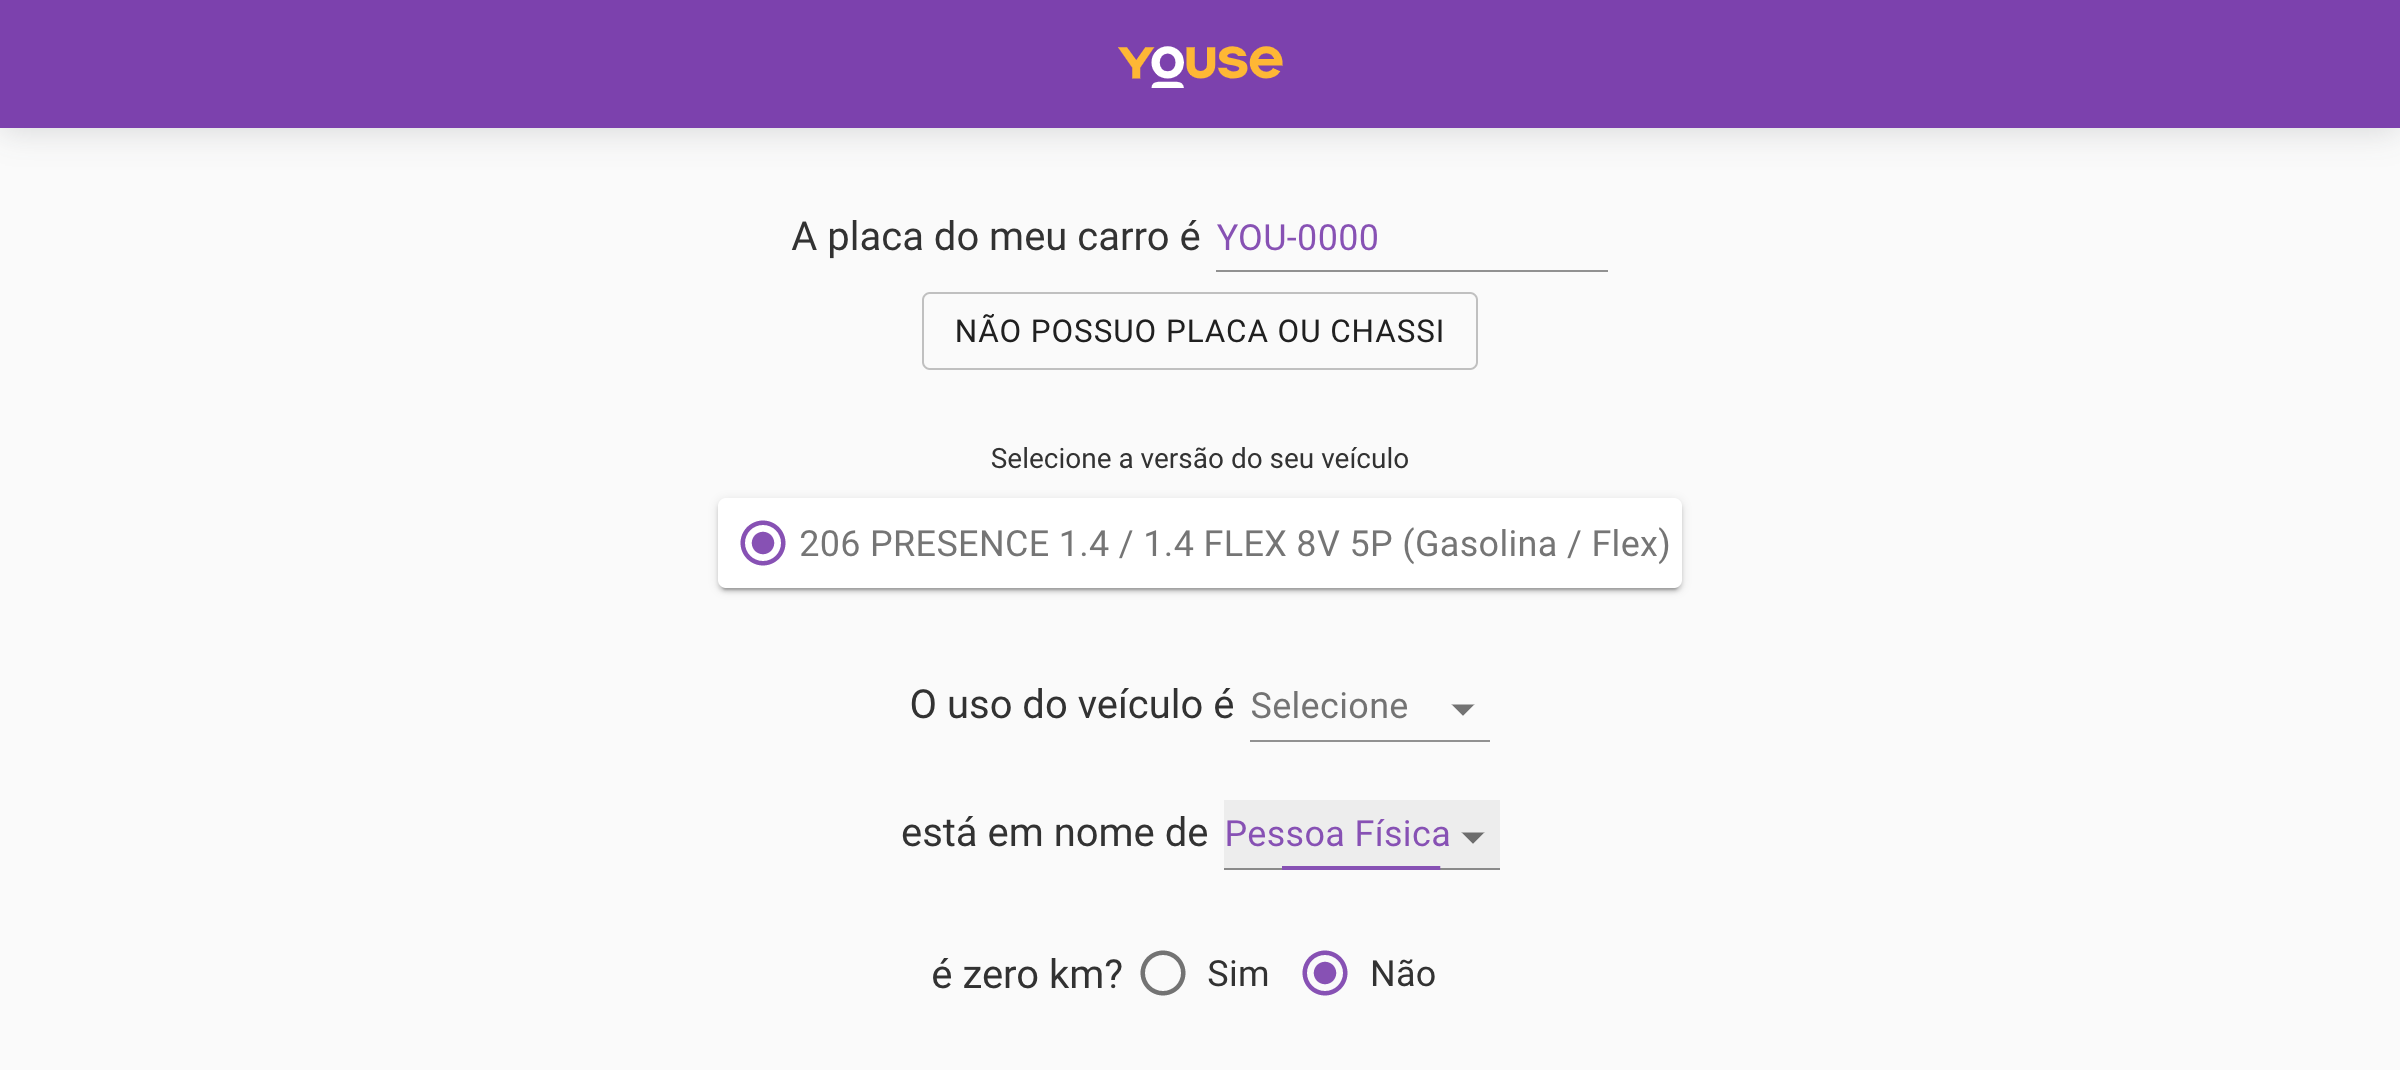 YOUSE
A placa do meu carro é YOU-0000
NÃO POSSUO PLACA OU CHASSI
Selecione a versão do seu veículo
206 PRESENCE 1.4 / 1.4 FLEX 8V 5P (Gasolina / Flex)
O uso do veículo é Selecione
está em nome de Pessoa Física
é zero km? Sim Não